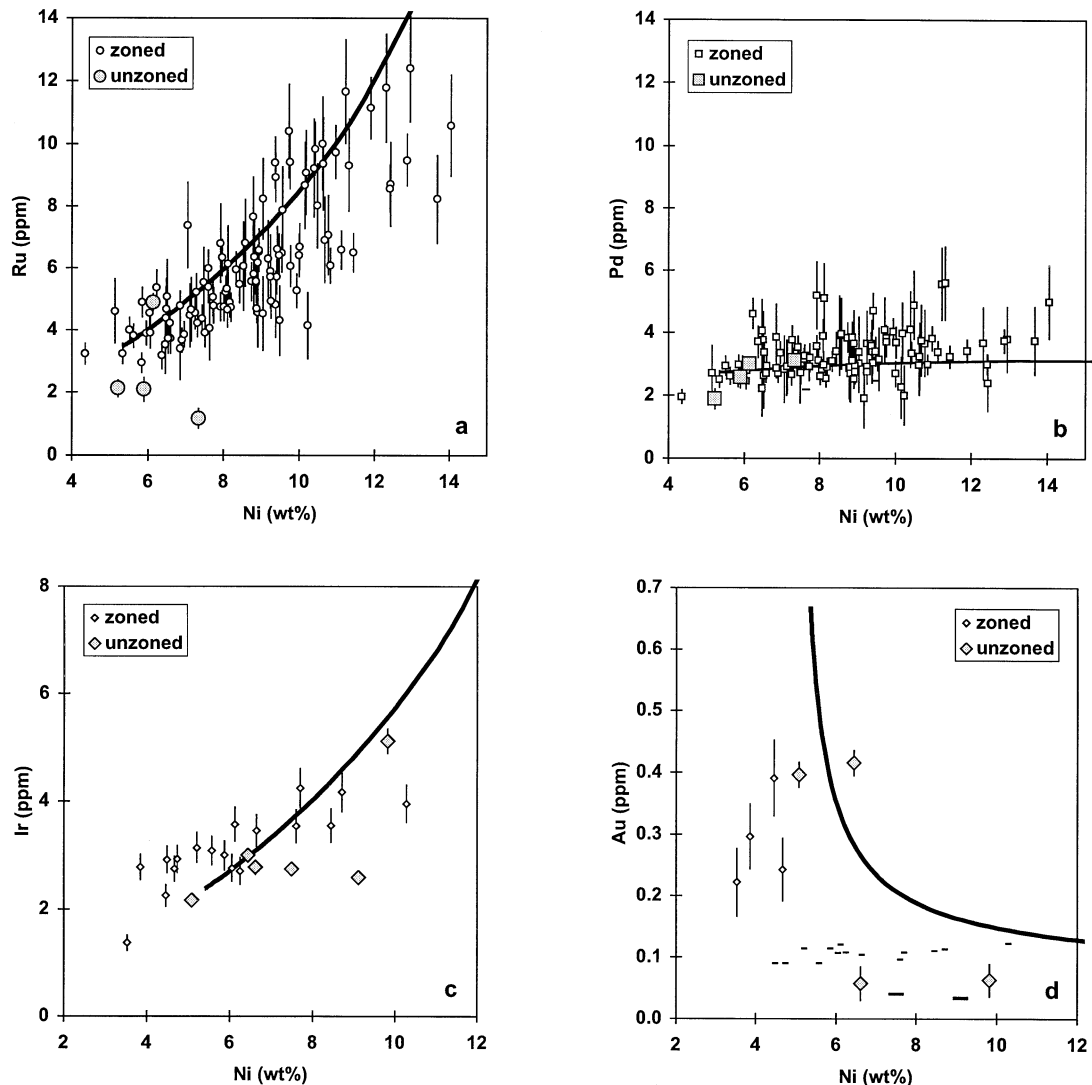 14
12
10
8
6
4
2
0
Ru (ppm)
zoned
unzoned
a
4 6 8 10 12 14
Ni (wt%)
14
12
10
8
6
4
2
0
Pd (ppm)
zoned
unzoned
b
4 6 8 10 12 14
Ni (wt%)
8
6
4
2
0
Ir (ppm)
zoned
unzoned
c
2 4 6 8 10 12
Ni (wt%)
0.7
0.6
0.5
0.4
0.3
0.2
0.1
0
Au (ppm)
zoned
unzoned
d
2 4 6 8 10 12
Ni (wt%)